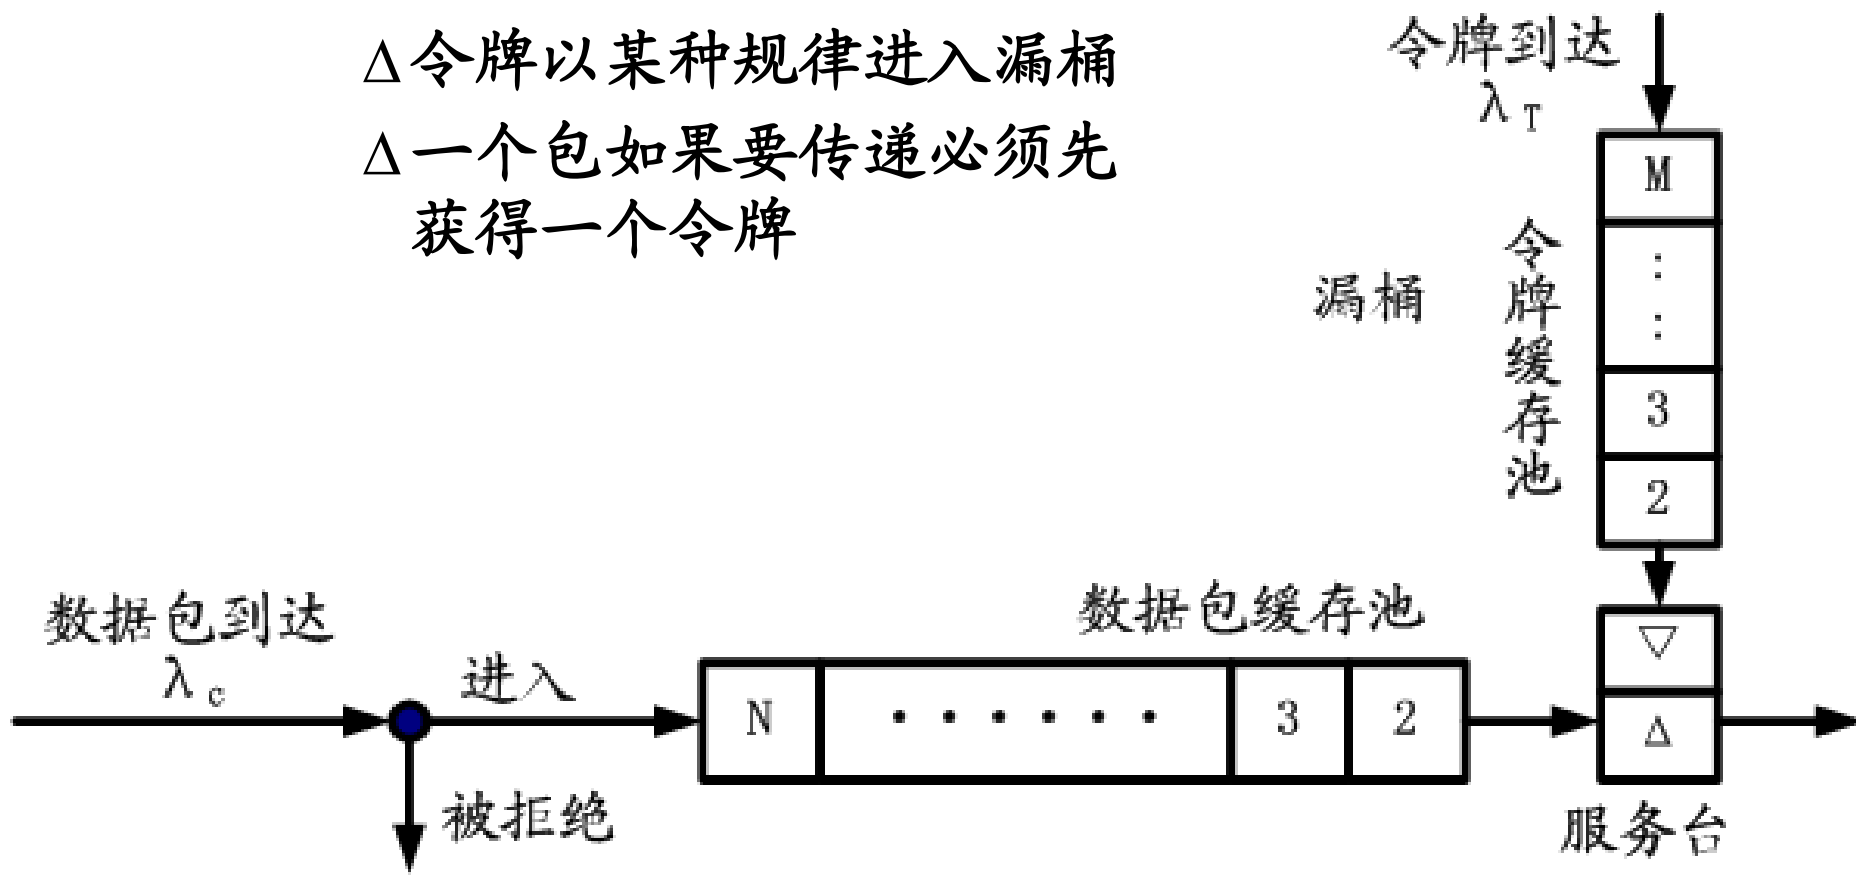 Δ令牌以某种规律进入漏桶
Δ一个包如果要传递必须先
获得一个令牌
令牌到达
λT
M
漏桶
令牌缓存池
3
2
数据包到达
λc
进入
被拒绝
数据包缓存池
N ······ 3 2
▽
Δ
服务台